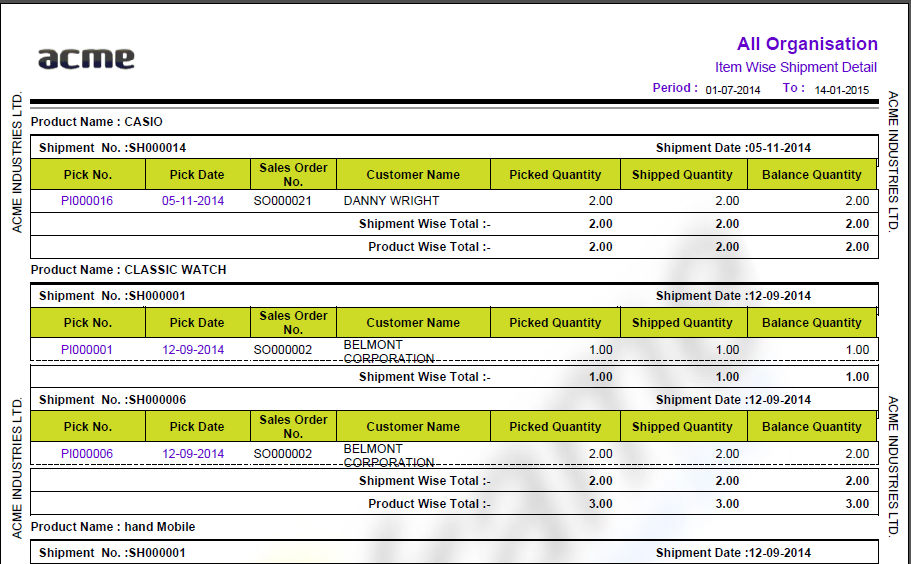 acme
All Organisation
Item Wise Shipment Detail
Period : 01-07-2014 To : 14-01-2015
ACME INDUSTRIES LTD.
ACME INDUSTRIES LTD.
Product Name : CASIO
Shipment No. :SH000014 Shipment Date :05-11-2014
Pick No. Pick Date Sales Order No. Customer Name Picked Quantity Shipped Quantity Balance Quantity
PI000016 05-11-2014 SO000021 DANNY WRIGHT 2.00 2.00 2.00
Shipment Wise Total :- 2.00 2.00 2.00
Product Wise Total :- 2.00 2.00 2.00
Product Name : CLASSIC WATCH
Shipment No. :SH000001 Shipment Date :12-09-2014
Pick No. Pick Date Sales Order No. Customer Name Picked Quantity Shipped Quantity Balance Quantity
PI000001 12-09-2014 SO000002 BELMONT CORPORATION 1.00 1.00 1.00
Shipment Wise Total :- 1.00 1.00 1.00
Shipment No. :SH000006 Shipment Date :12-09-2014
ACME INDUSTRIES LTD.
ACME INDUSTRIES LTD.
Pick No. Pick Date Sales Order No. Customer Name Picked Quantity Shipped Quantity Balance Quantity
PI000006 12-09-2014 SO000002 BELMONT CORPORATION 2.00 2.00 2.00
Shipment Wise Total :- 2.00 2.00 2.00
Product Wise Total :- 3.00 3.00 3.00
Product Name : hand Mobile
Shipment No. :SH000001 Shipment Date :12-09-2014